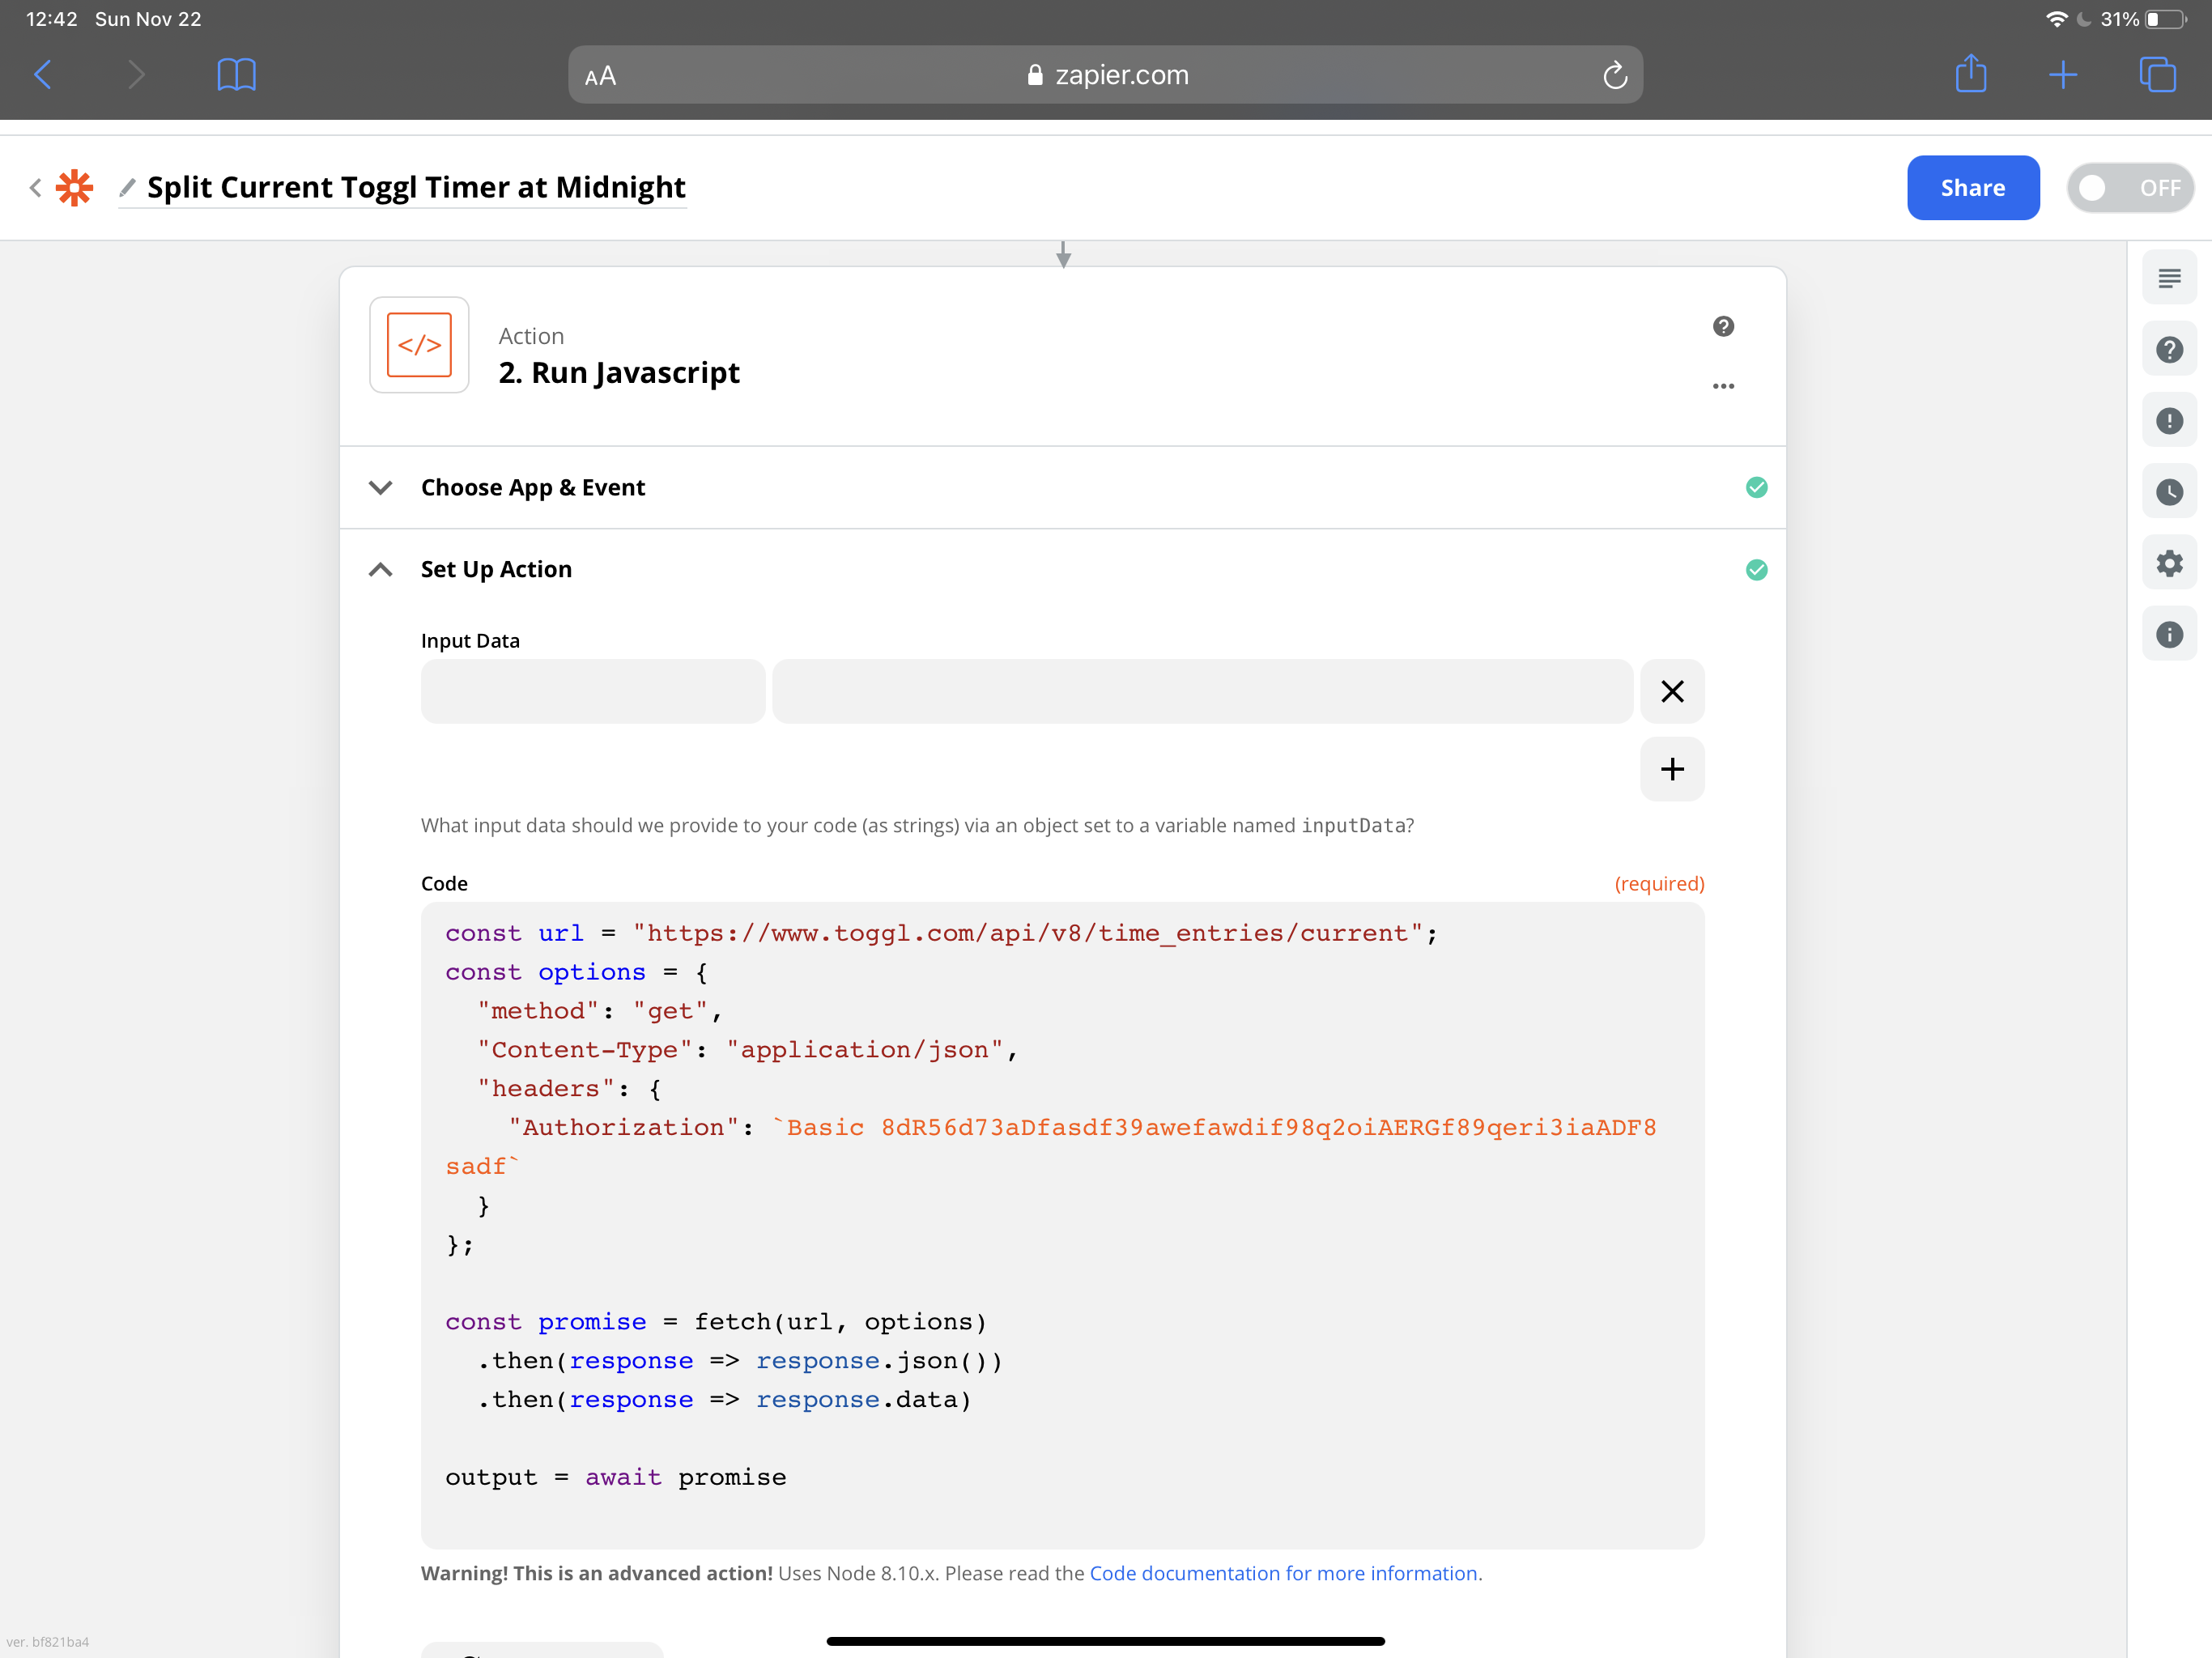 12:42 Sun Nov 22
31%
AA
zapier.com
Split Current Toggl Timer at Midnight
Share
OFF
</>
Action
2. Run Javascript
Choose App & Event
Set Up Action
Input Data
What input data should we provide to your code (as strings) via an object set to a variable named inputData?
Code
(required)
const url = "https://www.toggl.com/api/v8/time_entries/current";
const options = {
  "method": "get",
  "Content-Type": "application/json",
  "headers": {
    "Authorization": `Basic 8dR56d73aDfasdf39awefawdif98q2oiAERGf89qeri3iaADF8
sadf`
  }
};
const promise = fetch(url, options)
  .then(response => response.json())
  .then(response => response.data)
output = await promise
Warning! This is an advanced action! Uses Node 8.10.x. Please read the Code documentation for more information.
ver. bf821ba4